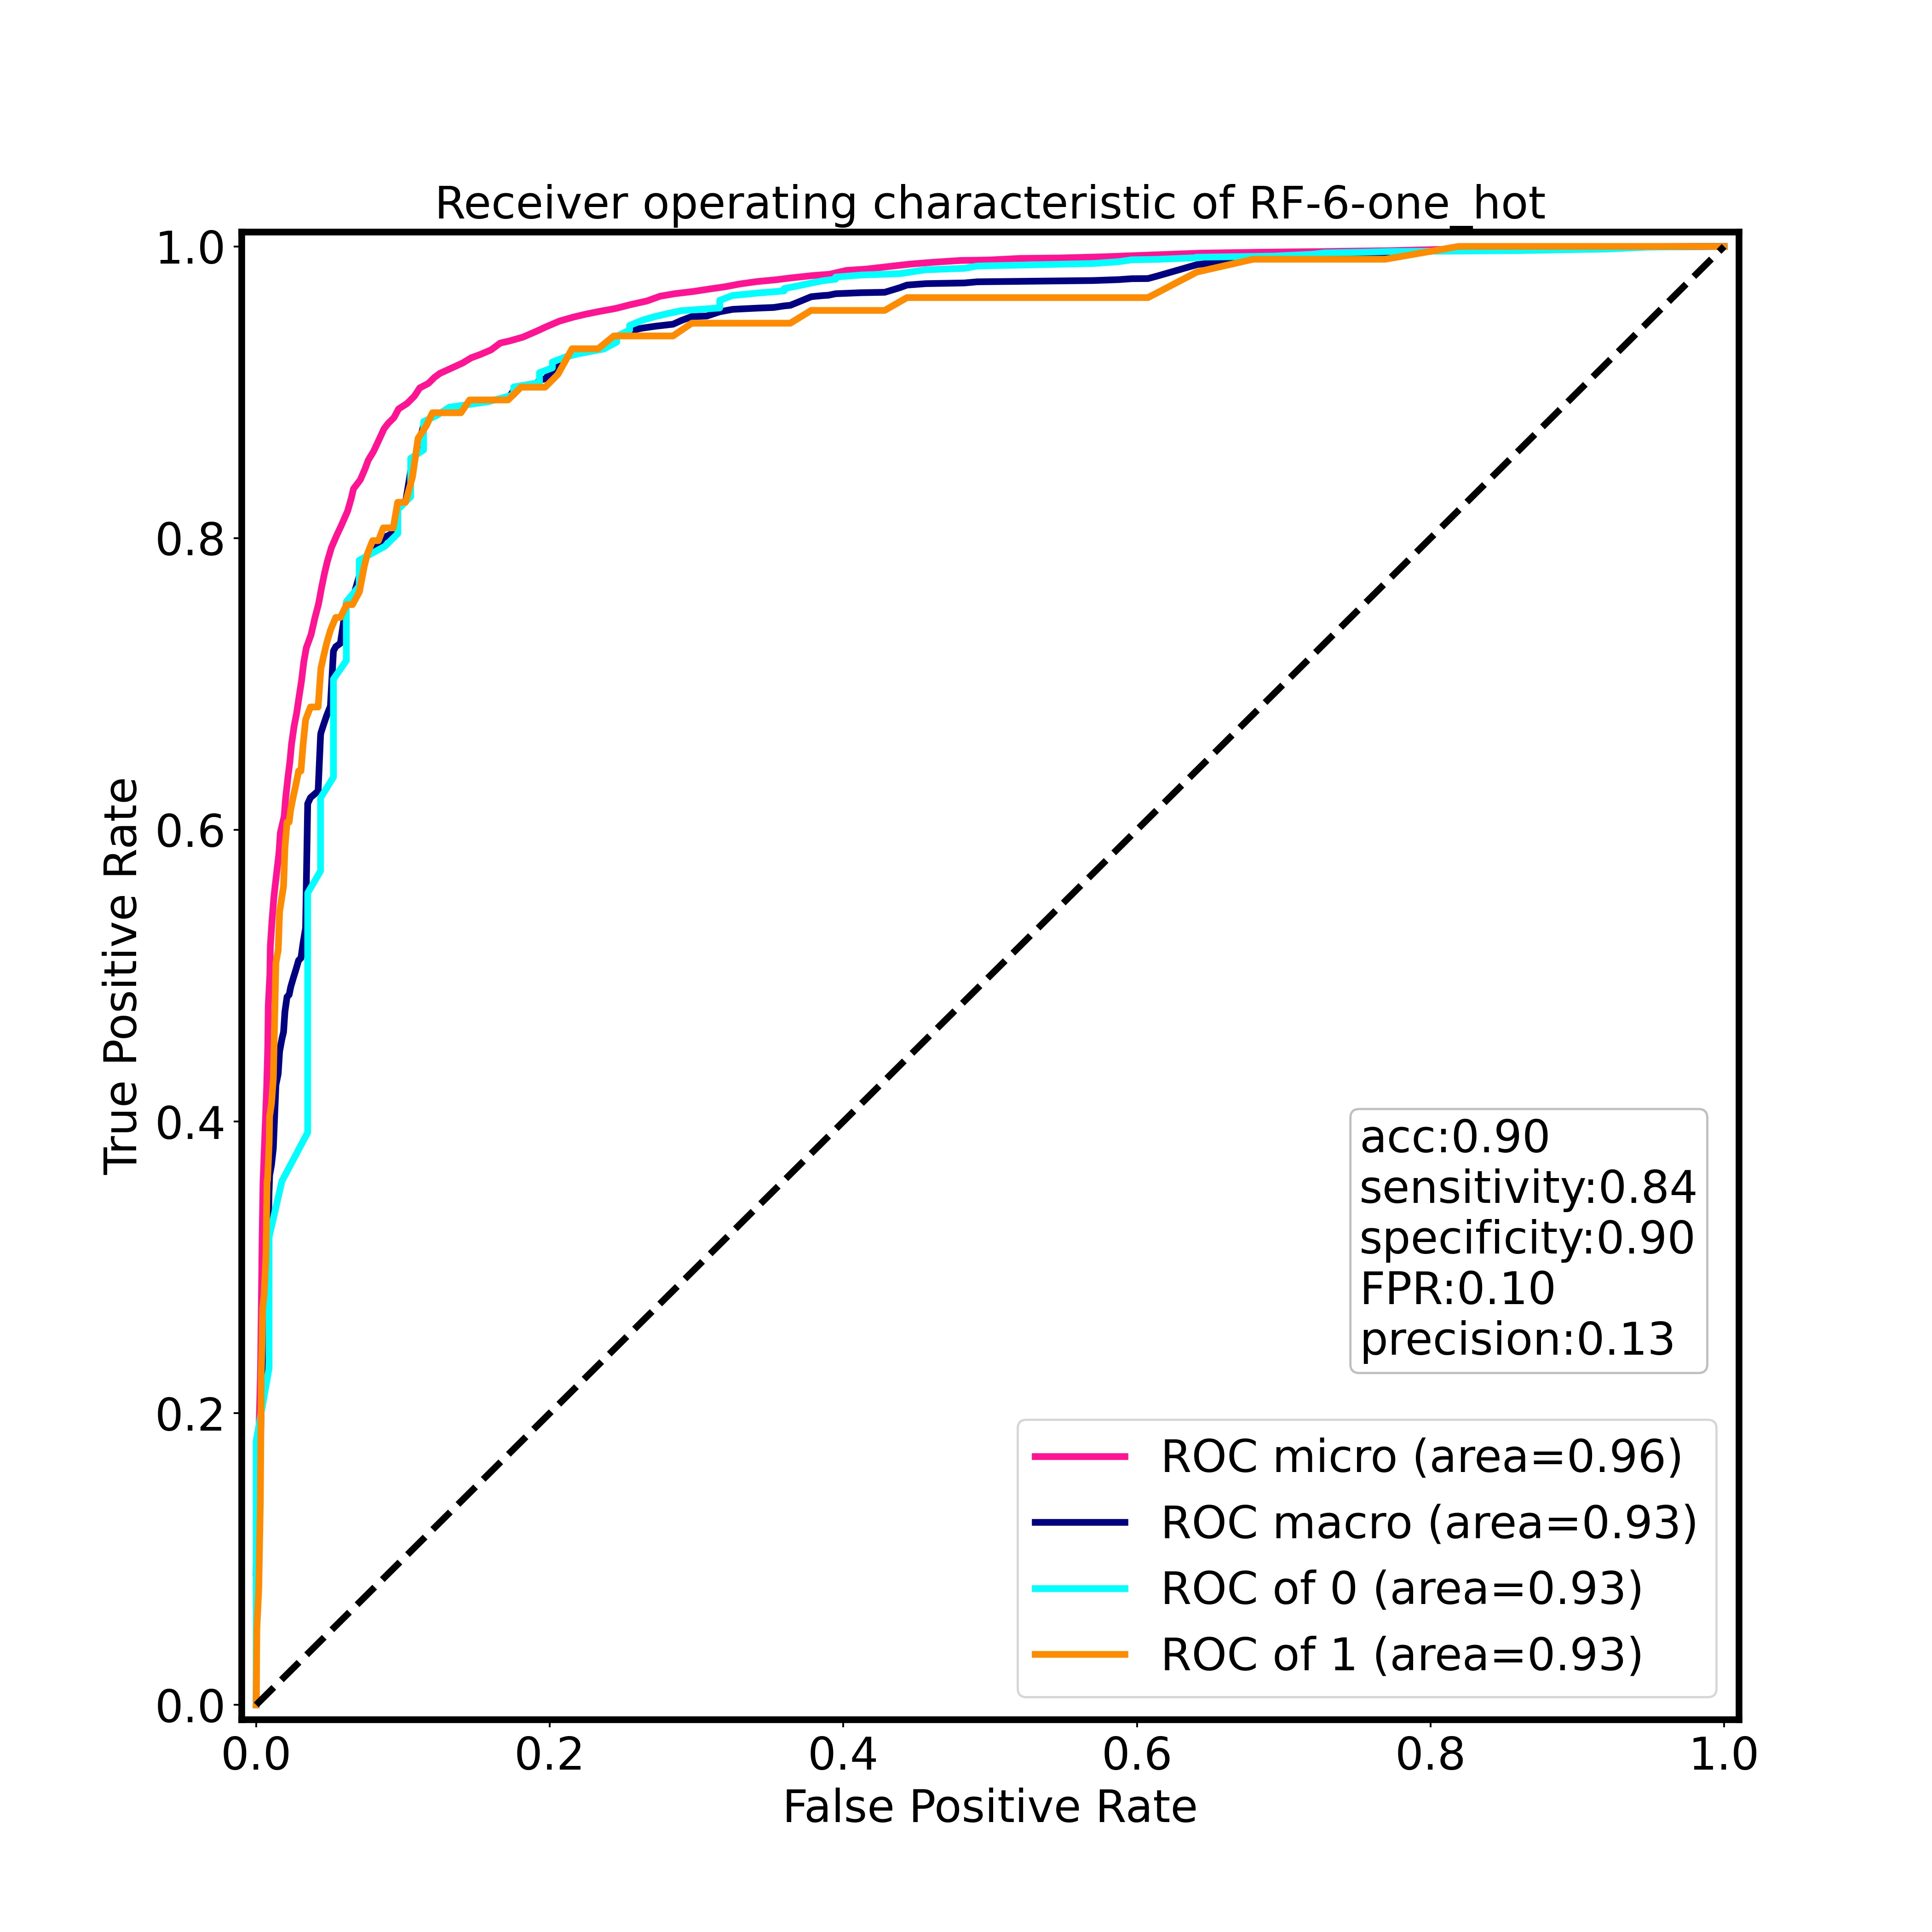 Receiver operating characteristic of RF-6-one_hot
1.0
0.8
0.6
0.4
0.2
0.0
True Positive Rate
acc:0.90
sensitivity:0.84
specificity:0.90
FPR:0.10
precision:0.13
ROC micro (area=0.96)
ROC macro (area=0.93)
ROC of 0 (area=0.93)
ROC of 1 (area=0.93)
0.0 0.2 0.4 0.6 0.8 1.0
False Positive Rate